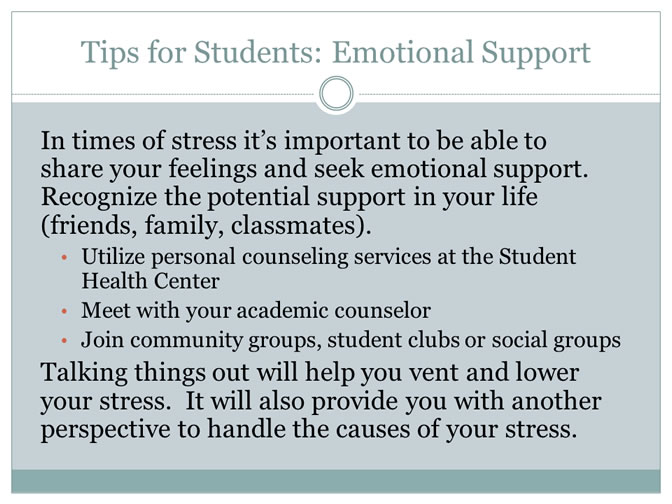 Tips for Students: Emotional Support
In times of stress it’s important to be able to
share your feelings and seek emotional support.
Recognize the potential support in your life
(friends, family, classmates).
• Utilize personal counseling services at the Student
Health Center
• Meet with your academic counselor
• Join community groups, student clubs or social groups
Talking things out will help you vent and lower
your stress.  It will also provide you with another
perspective to handle the causes of your stress.